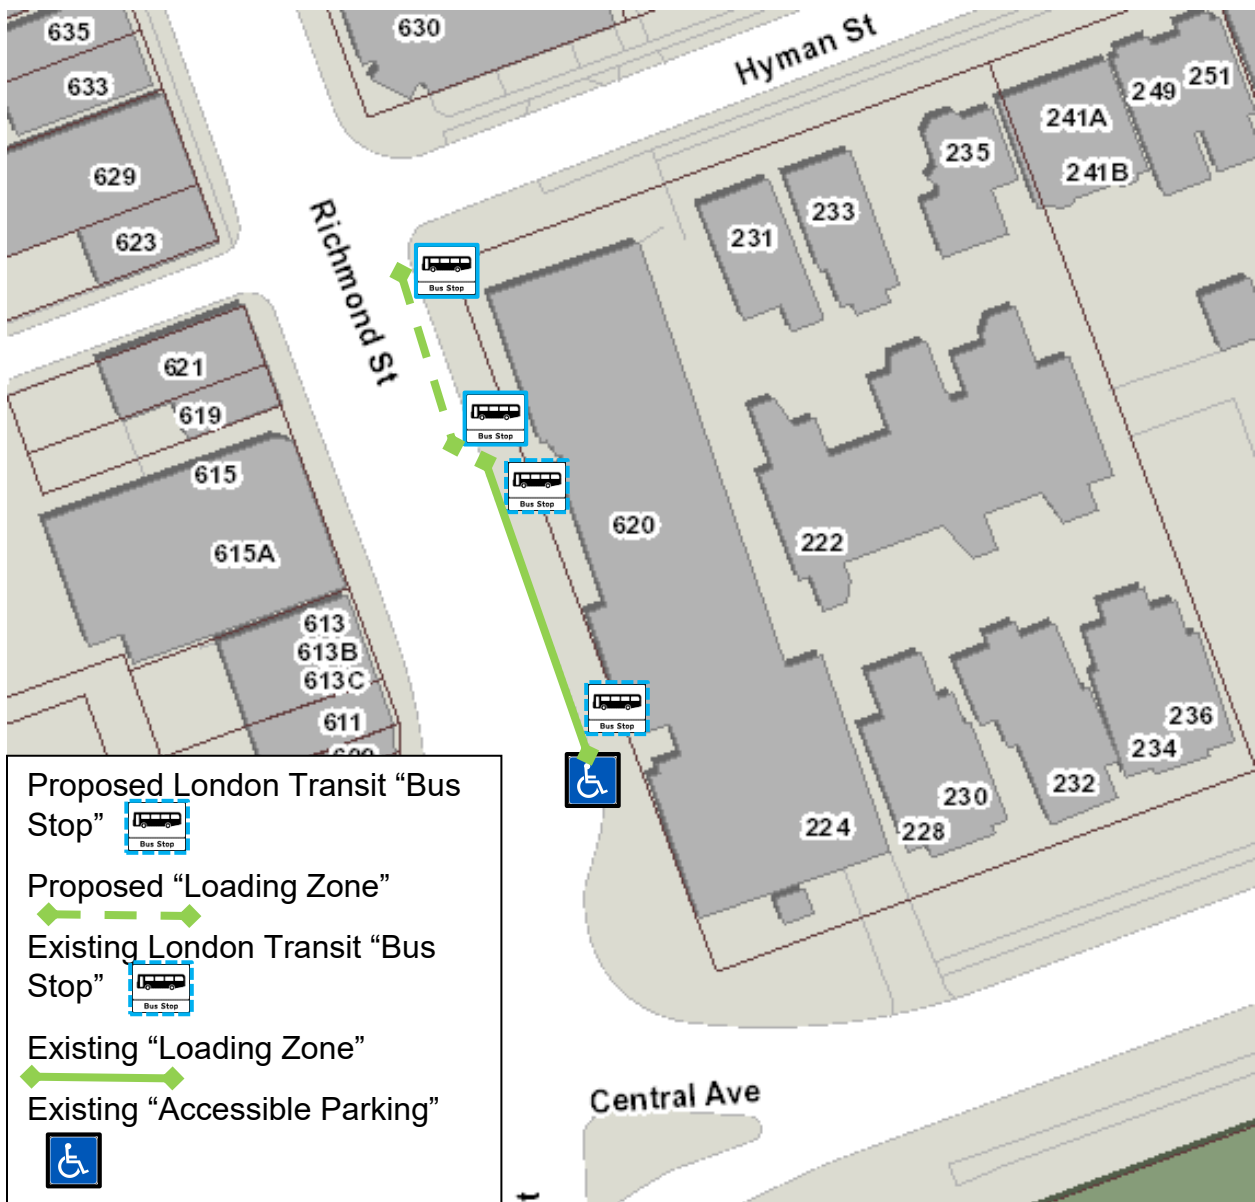 635
633
630
Hyman St
251
249
241A
241B
235
629
623
233
231
Richmond St
Bus Stop
621
619
Bus Stop
615
Bus Stop
620
615A
222
613
613B
613C
611
Bus Stop
236
234
232
230
228
224
Proposed London Transit “Bus
Stop”
Bus Stop
Proposed “Loading Zone”
Existing London Transit “Bus
Stop”
Bus Stop
Existing “Loading Zone”
Existing “Accessible Parking”
Central Ave
t